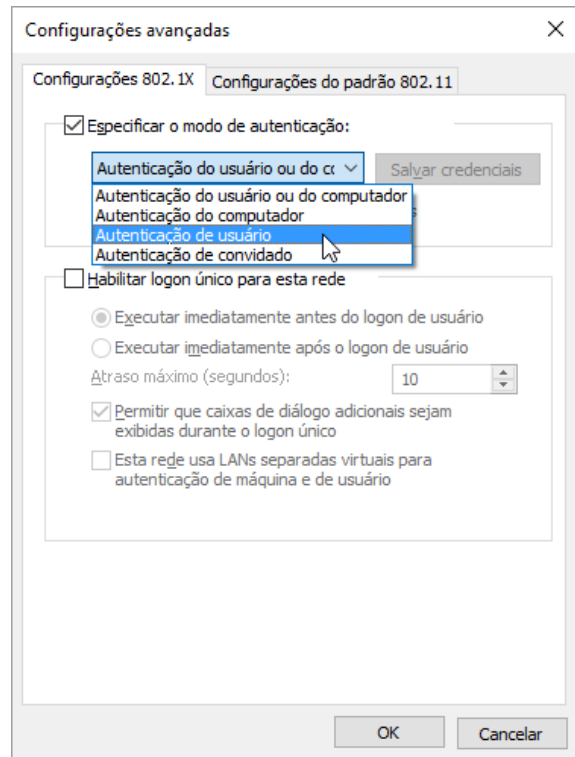 Configurações avançadas
Configurações 802.1X
Configurações do padrão 802.11
Especificar o modo de autenticação:
Autenticação do usuário ou do cc
Salvar credenciais
Autenticação do usuário ou do computador
Autenticação do computador
Autenticação de usuário
Autenticação de convidado
Habilitar logon único para esta rede
Executar imediatamente antes do logon de usuário
Executar imediatamente após o logon de usuário
Atraso máximo (segundos):
10
Permitir que caixas de diálogo adicionais sejam
exibidas durante o logon único
Esta rede usa LANs separadas virtuais para
autenticação de máquina e de usuário
OK
Cancelar